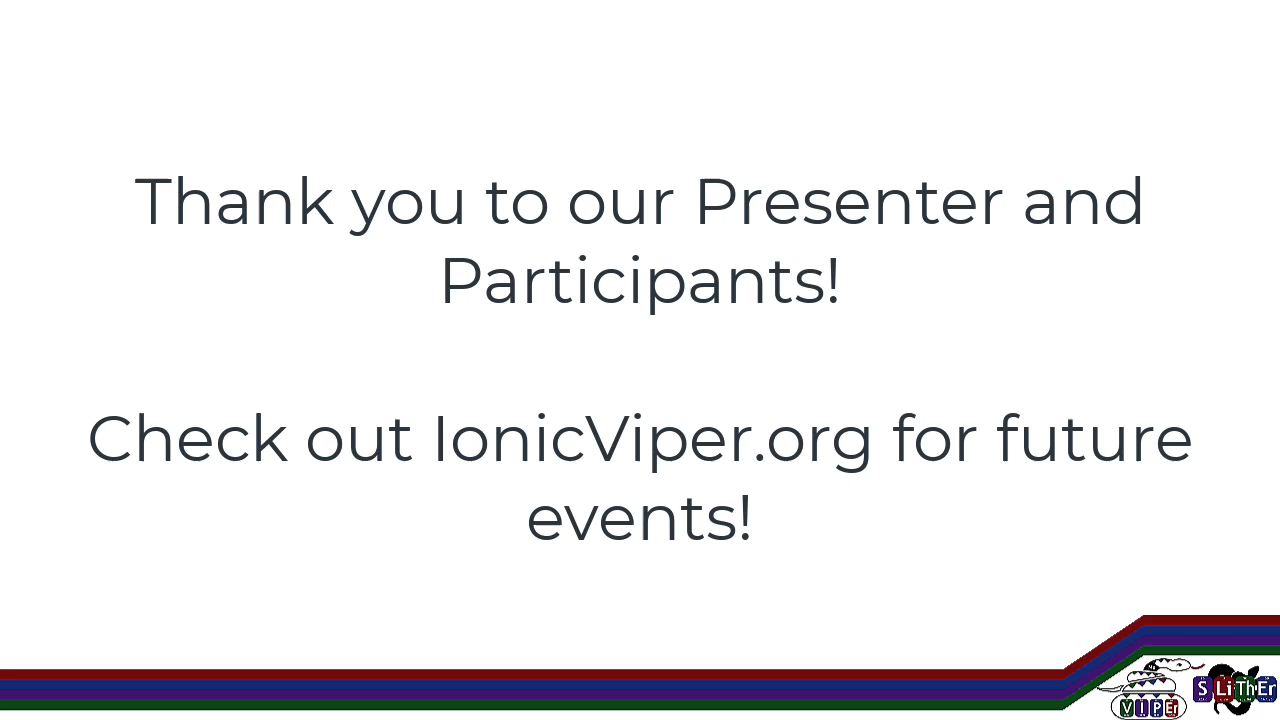 Thank you to our Presenter and
Participants!
Check out IonicViper.org for future
events!
VIPEr
SLiThEr